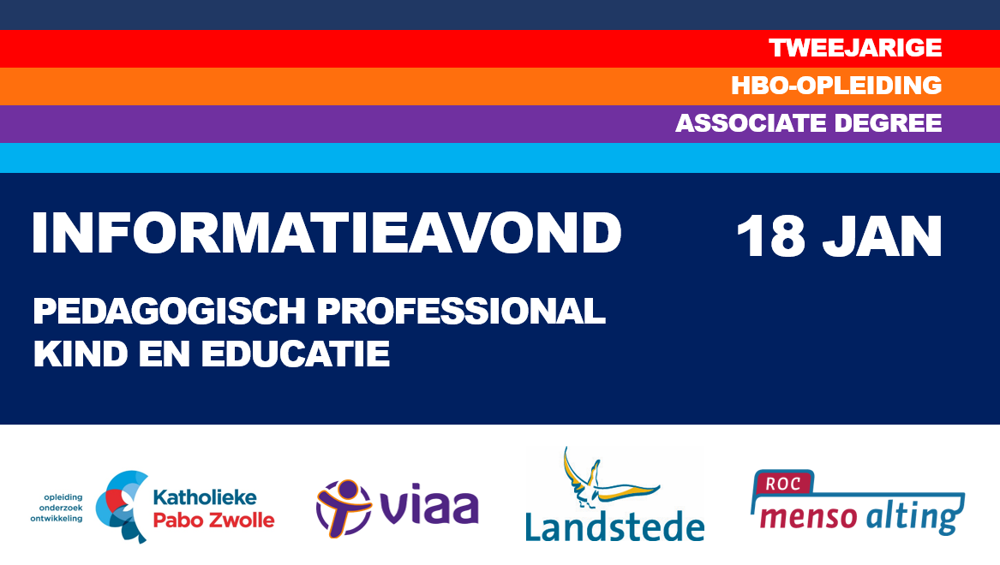 TWEEJARIGE
HBO-OPLEIDING
ASSOCIATE DEGREE
INFORMATIEAVOND
18 JAN
PEDAGOGISCH PROFESSIONAL
KIND EN EDUCATIE
opleiding
onderzoek
ontwikkeling
Katholieke
Pabo Zwolle
viaa
Landstede
ROC
menso alting